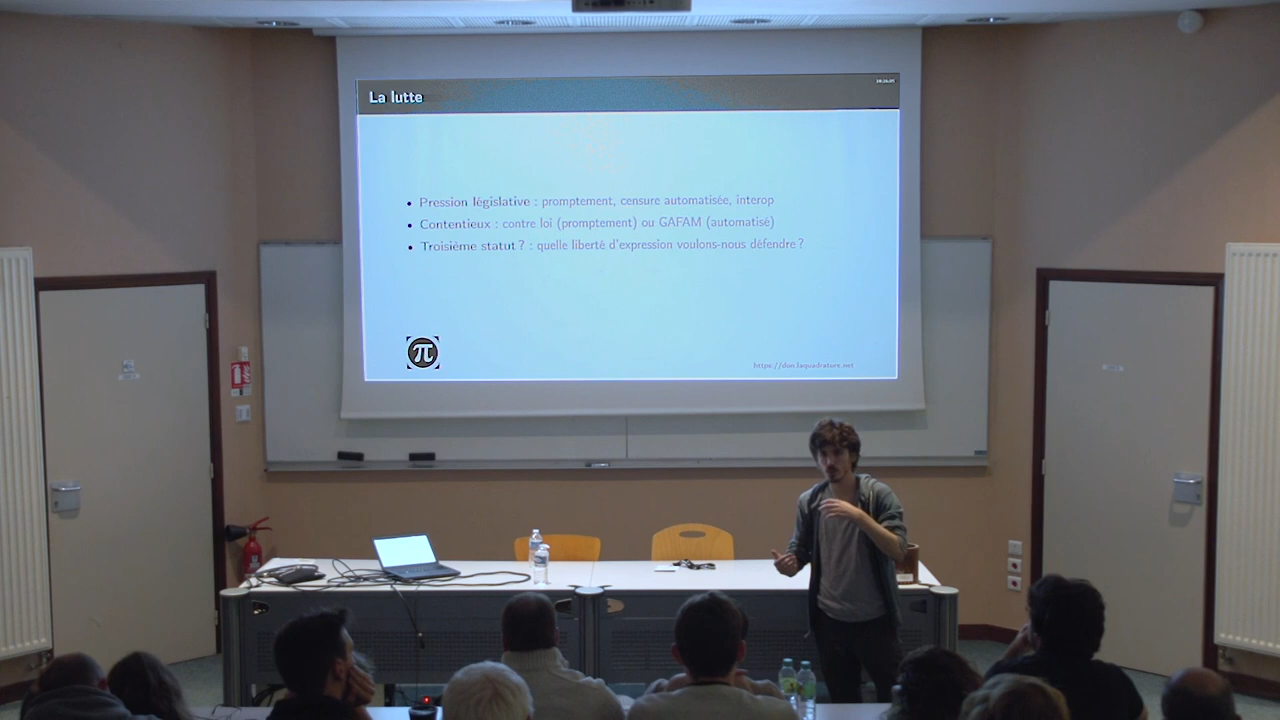 La lutte
• Pression législative : promptement, censure automatisée, interop
• Contentieux : contre loi (promptement) ou GAFAM (automatisé)
• Troisième statut ? : quelle liberté d'expression voulons-nous défendre ?
π
https://don.laquadrature.net